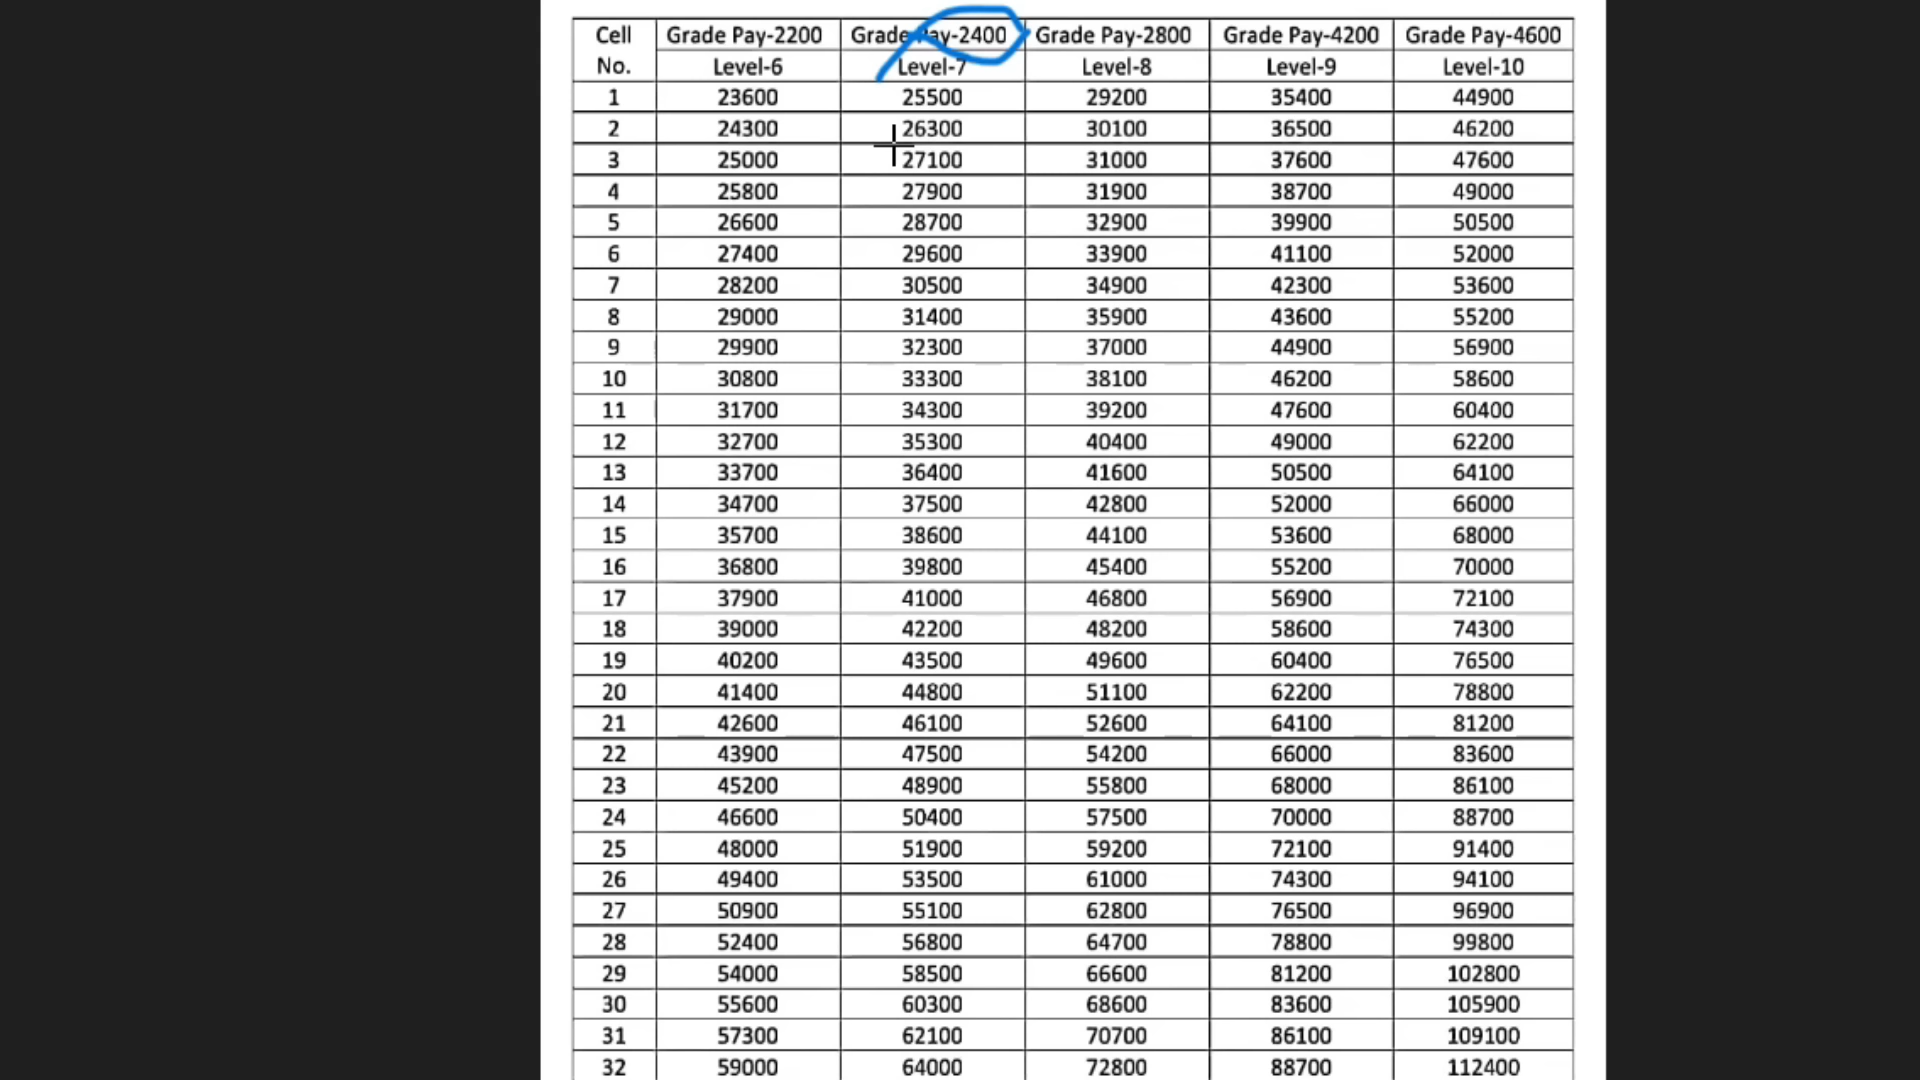 Cell No. Grade Pay-2200 Grade Pay-2400 Grade Pay-2800 Grade Pay-4200 Grade Pay-4600
Level-6 Level-7 Level-8 Level-9 Level-10
1 23600 25500 29200 35400 44900
2 24300 26300 30100 36500 46200
3 25000 27100 31000 37600 47600
4 25800 27900 31900 38700 49000
5 26600 28700 32900 39900 50500
6 27400 29600 33900 41100 52000
7 28200 30500 34900 42300 53600
8 29000 31400 35900 43600 55200
9 29900 32300 37000 44900 56900
10 30800 33300 38100 46200 58600
11 31700 34300 39200 47600 60400
12 32700 35300 40400 49000 62200
13 33700 36400 41600 50500 64100
14 34700 37500 42800 52000 66000
15 35700 38600 44100 53600 68000
16 36800 39800 45400 55200 70000
17 37900 41000 46800 56900 72100
18 39000 42200 48200 58600 74300
19 40200 43500 49600 60400 76500
20 41400 44800 51100 62200 78800
21 42600 46100 52600 64100 81200
22 43900 47500 54200 66000 83600
23 45200 48900 55800 68000 86100
24 46600 50400 57500 70000 88700
25 48000 51900 59200 72100 91400
26 49400 53500 61000 74300 94100
27 50900 55100 62800 76500 96900
28 52400 56800 64700 78800 99800
29 54000 58500 66600 81200 102800
30 55600 60300 68600 83600 105900
31 57300 62100 70700 86100 109100
32 59000 64000 72800 88700 112400